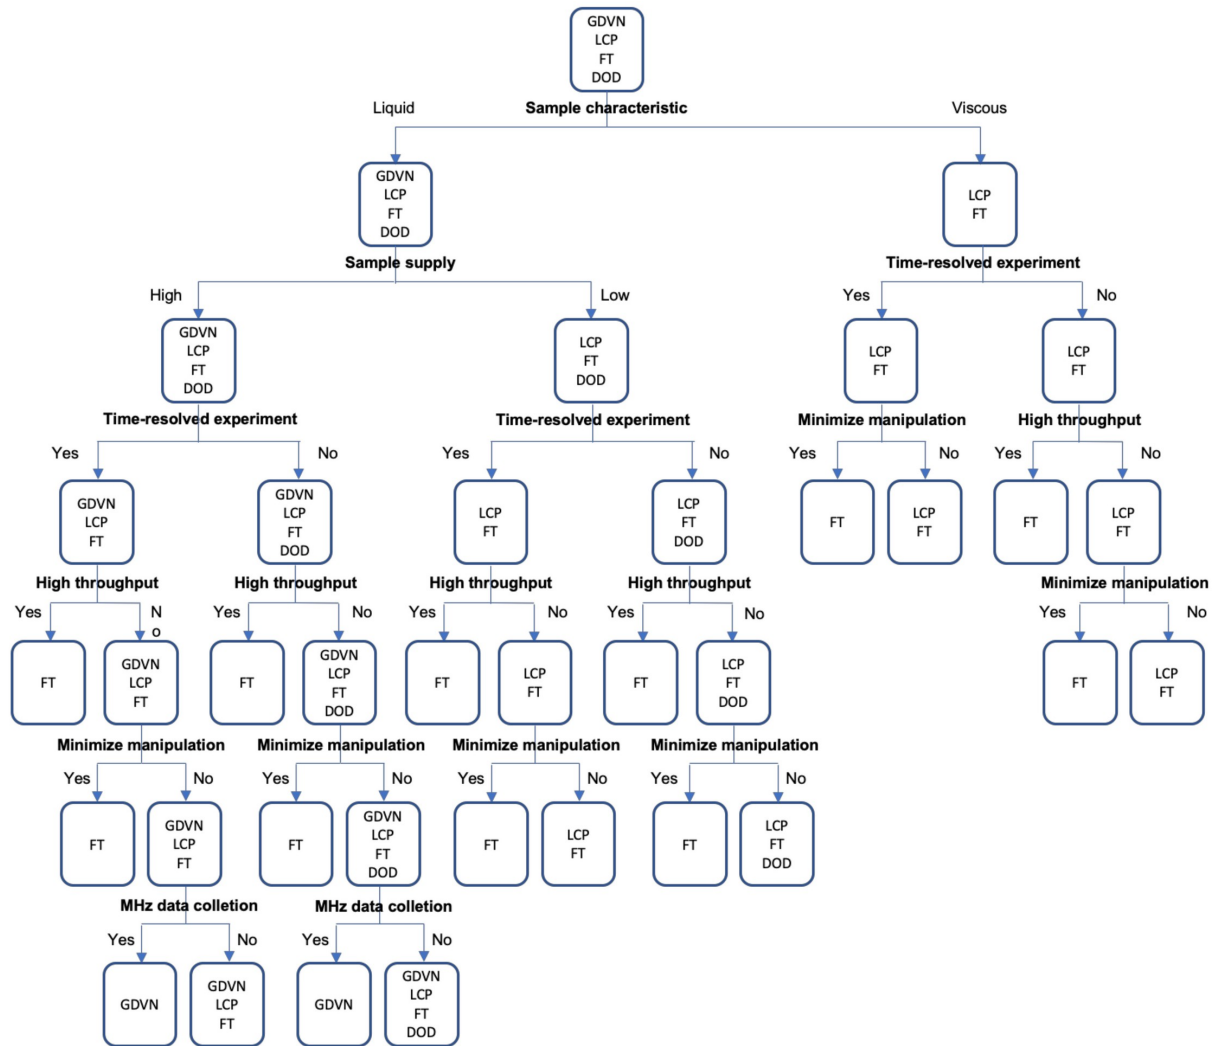 GDVN
LCP
FT
DOD
Liquid
Sample characteristic
Viscous
GDVN
LCP
FT
DOD
LCP
FT
Sample supply
Time-resolved experiment
High
Low
Yes
No
GDVN
LCP
FT
DOD
LCP
FT
DOD
LCP
FT
LCP
FT
Time-resolved experiment
Time-resolved experiment
Minimize manipulation
High throughput
Yes
No
Yes
No
Yes
No
Yes
No
GDVN
LCP
FT
GDVN
LCP
FT
DOD
LCP
FT
LCP
FT
DOD
FT
LCP
FT
FT
LCP
FT
High throughput
High throughput
High throughput
High throughput
Minimize manipulation
Yes
N
o
Yes
No
Yes
No
Yes
No
Yes
No
FT
GDVN
LCP
FT
FT
GDVN
LCP
FT
DOD
FT
LCP
FT
FT
LCP
FT
DOD
FT
LCP
FT
Minimize manipulation
Minimize manipulation
Minimize manipulation
Minimize manipulation
Yes
No
Yes
No
Yes
No
Yes
No
FT
GDVN
LCP
FT
FT
GDVN
LCP
FT
DOD
FT
LCP
FT
FT
LCP
FT
DOD
MHz data colletion
MHz data colletion
Yes
No
Yes
No
GDVN
GDVN
LCP
FT
GDVN
GDVN
LCP
FT
DOD